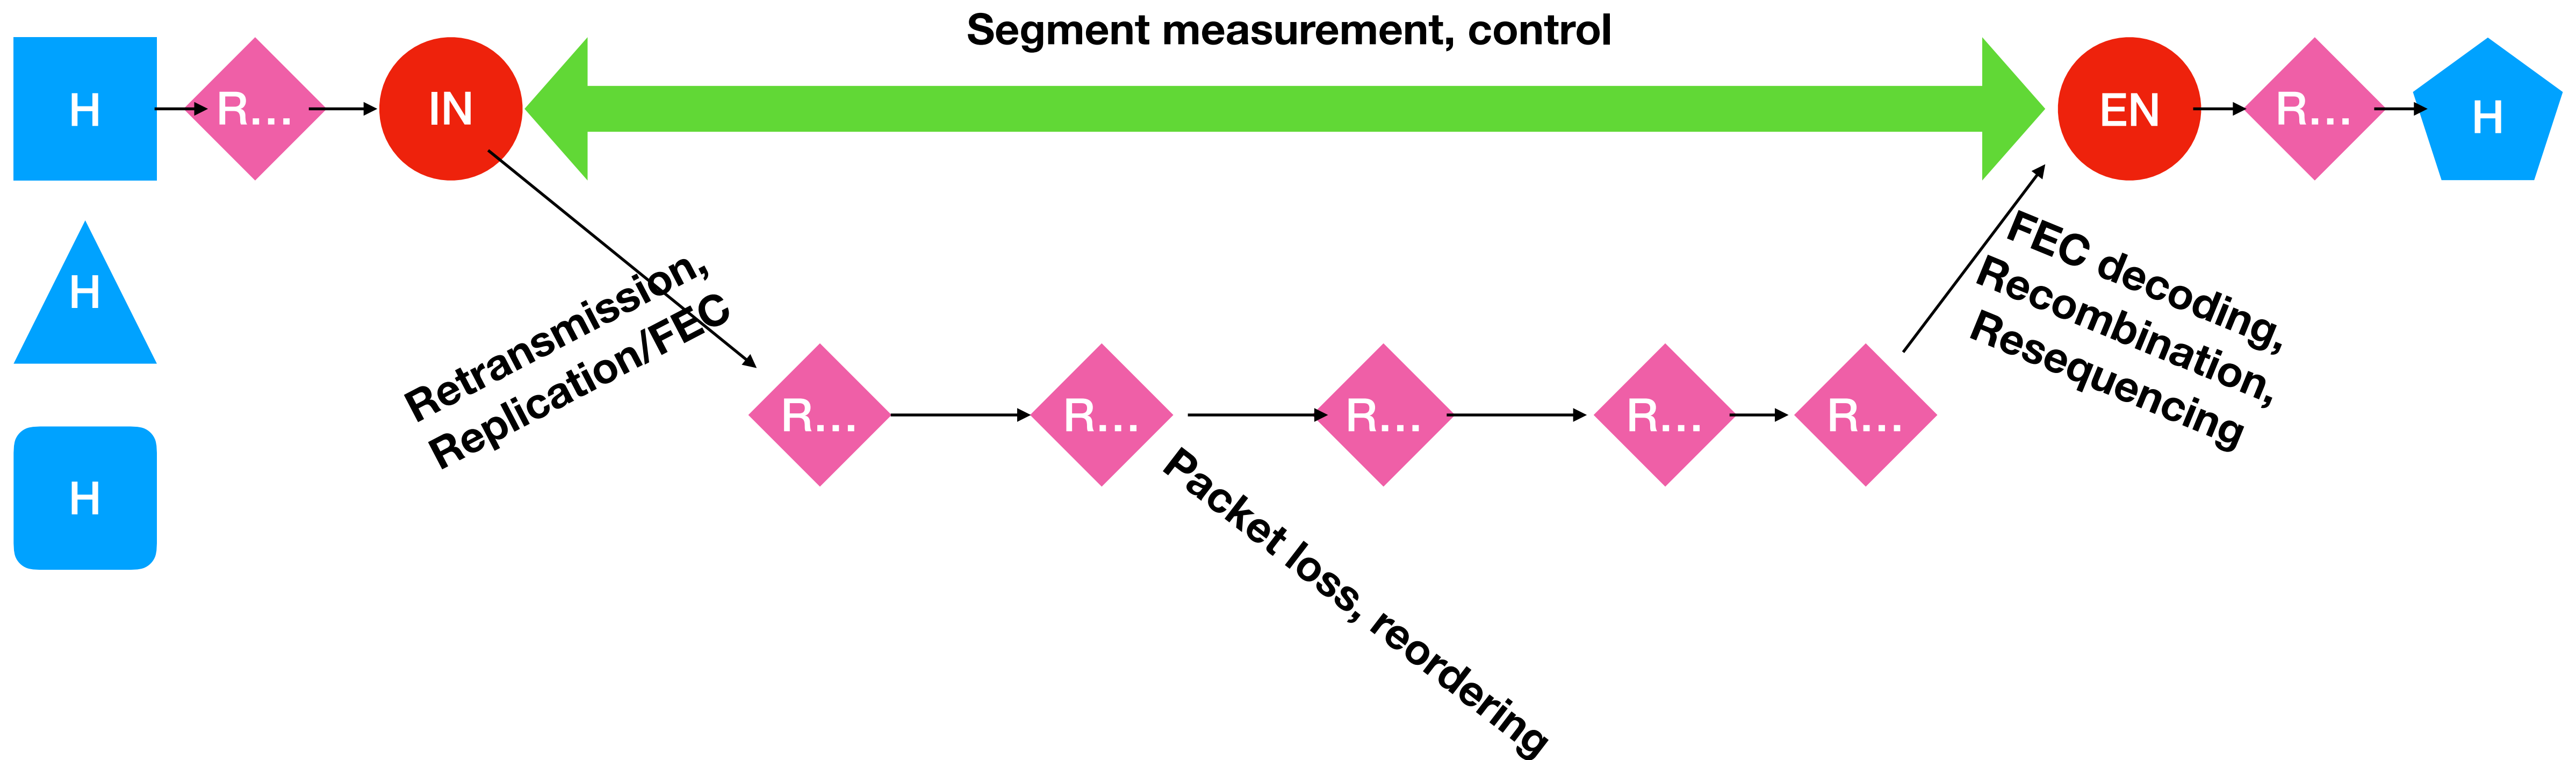 Segment measurement, control
H
R...
IN
EN
R...
H
H
Retransmission,
Replication/FEC
FEC decoding,
Recombination,
Resequencing
R...
R...
R...
R...
R...
H
Packet loss, reordering